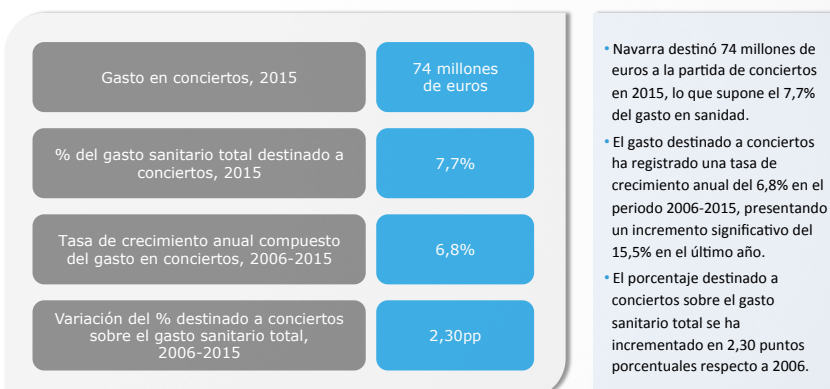 Gasto en conciertos, 2015
74 millones
de euros
% del gasto sanitario total destinado a
conciertos, 2015
7,7%
Tasa de crecimiento anual compuesto
del gasto en conciertos, 2006-2015
6,8%
Variación del % destinado a conciertos
sobre el gasto sanitario total,
2006-2015
2,30pp
• Navarra destinó 74 millones de
euros a la partida de conciertos
en 2015, lo que supone el 7,7%
del gasto en sanidad.
• El gasto destinado a conciertos
ha registrado una tasa de
crecimiento anual del 6,8% en el
periodo 2006-2015, presentando
un incremento significativo del
15,5% en el último año.
• El porcentaje destinado a
conciertos sobre el gasto
sanitario total se ha
incrementado en 2,30 puntos
porcentuales respecto a 2006.